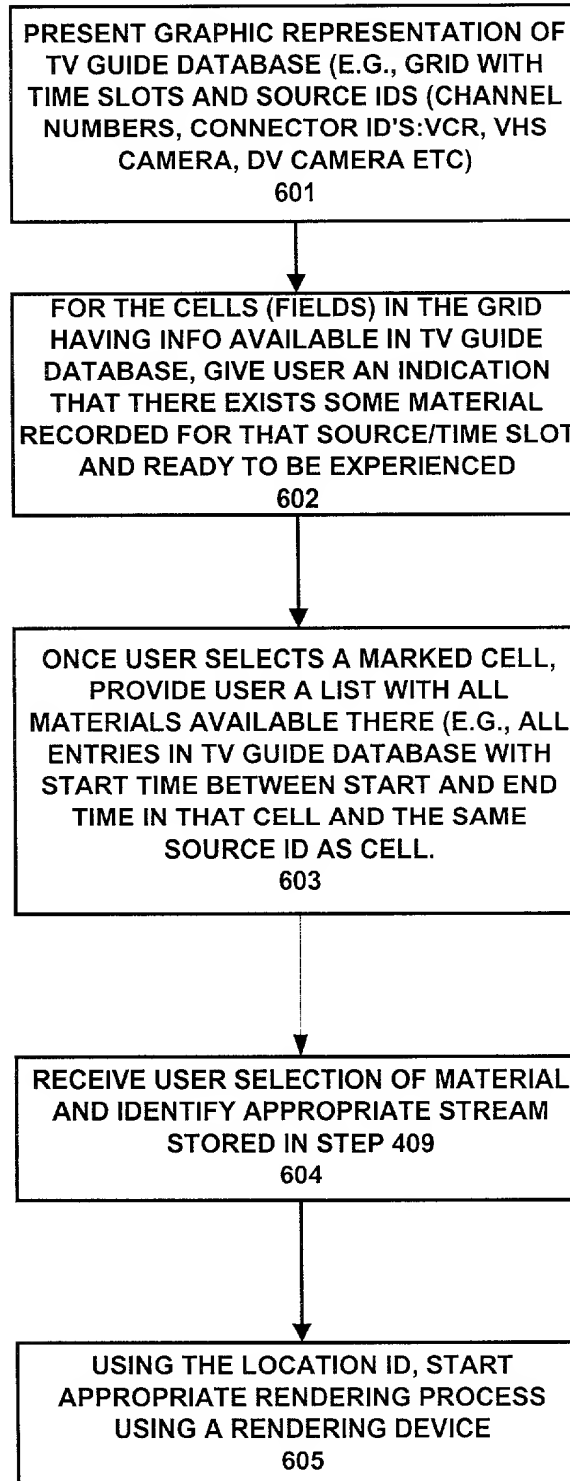 PRESENT GRAPHIC REPRESENTATION OF
TV GUIDE DATABASE (E.G., GRID WITH
TIME SLOTS AND SOURCE IDS (CHANNEL
NUMBERS, CONNECTOR ID'S:VCR, VHS
CAMERA, DV CAMERA ETC)
601
FOR THE CELLS (FIELDS) IN THE GRID
HAVING INFO AVAILABLE IN TV GUIDE
DATABASE, GIVE USER AN INDICATION
THAT THERE EXISTS SOME MATERIAL
RECORDED FOR THAT SOURCE/TIME SLOT
AND READY TO BE EXPERIENCED
602
ONCE USER SELECTS A MARKED CELL,
PROVIDE USER A LIST WITH ALL
MATERIALS AVAILABLE THERE (E.G., ALL
ENTRIES IN TV GUIDE DATABASE WITH
START TIME BETWEEN START AND END
TIME IN THAT CELL AND THE SAME
SOURCE ID AS CELL.
603
RECEIVE USER SELECTION OF MATERIAL
AND IDENTIFY APPROPRIATE STREAM
STORED IN STEP 409
604
USING THE LOCATION ID, START
APPROPRIATE RENDERING PROCESS
USING A RENDERING DEVICE
605